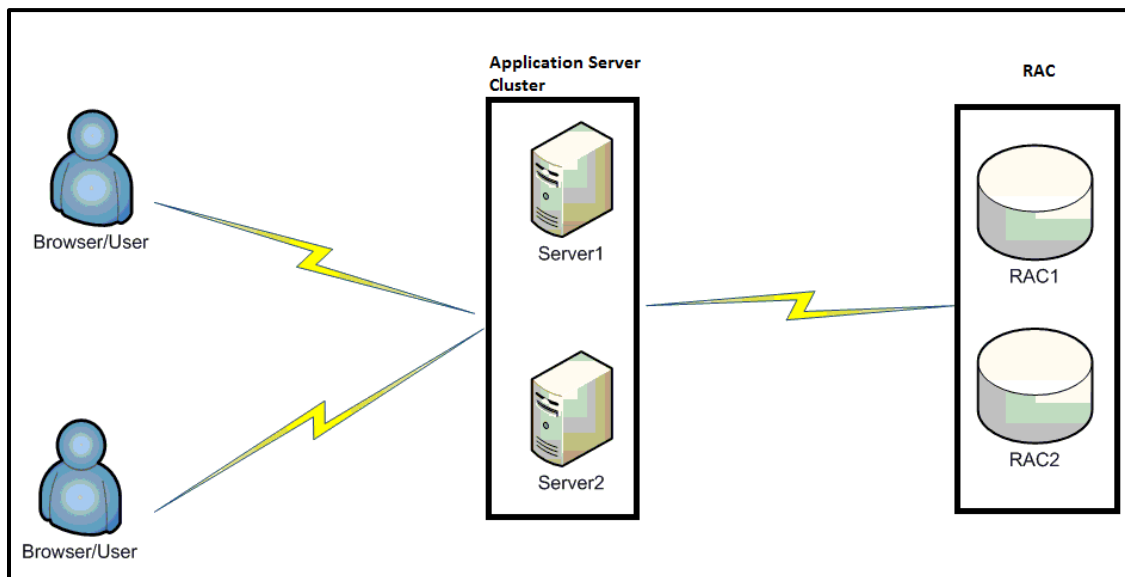 Application Server
Cluster
RAC
Browser/User
Server1
RAC1
Server2
RAC2
Browser/User